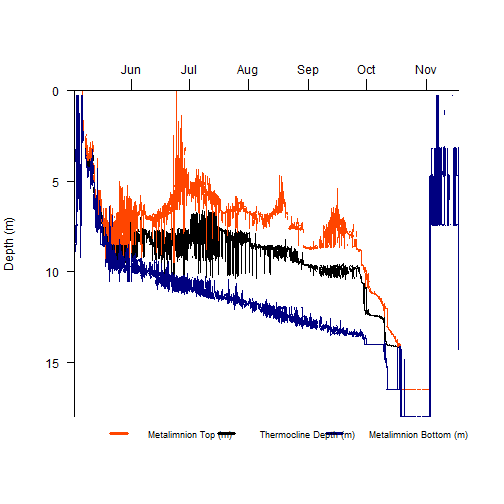 Jun Jul Aug Sep Oct Nov
0
5
10
15
Depth (m)
Metalimnion Top (m) Thermocline Depth (m) Metalimnion Bottom (m)